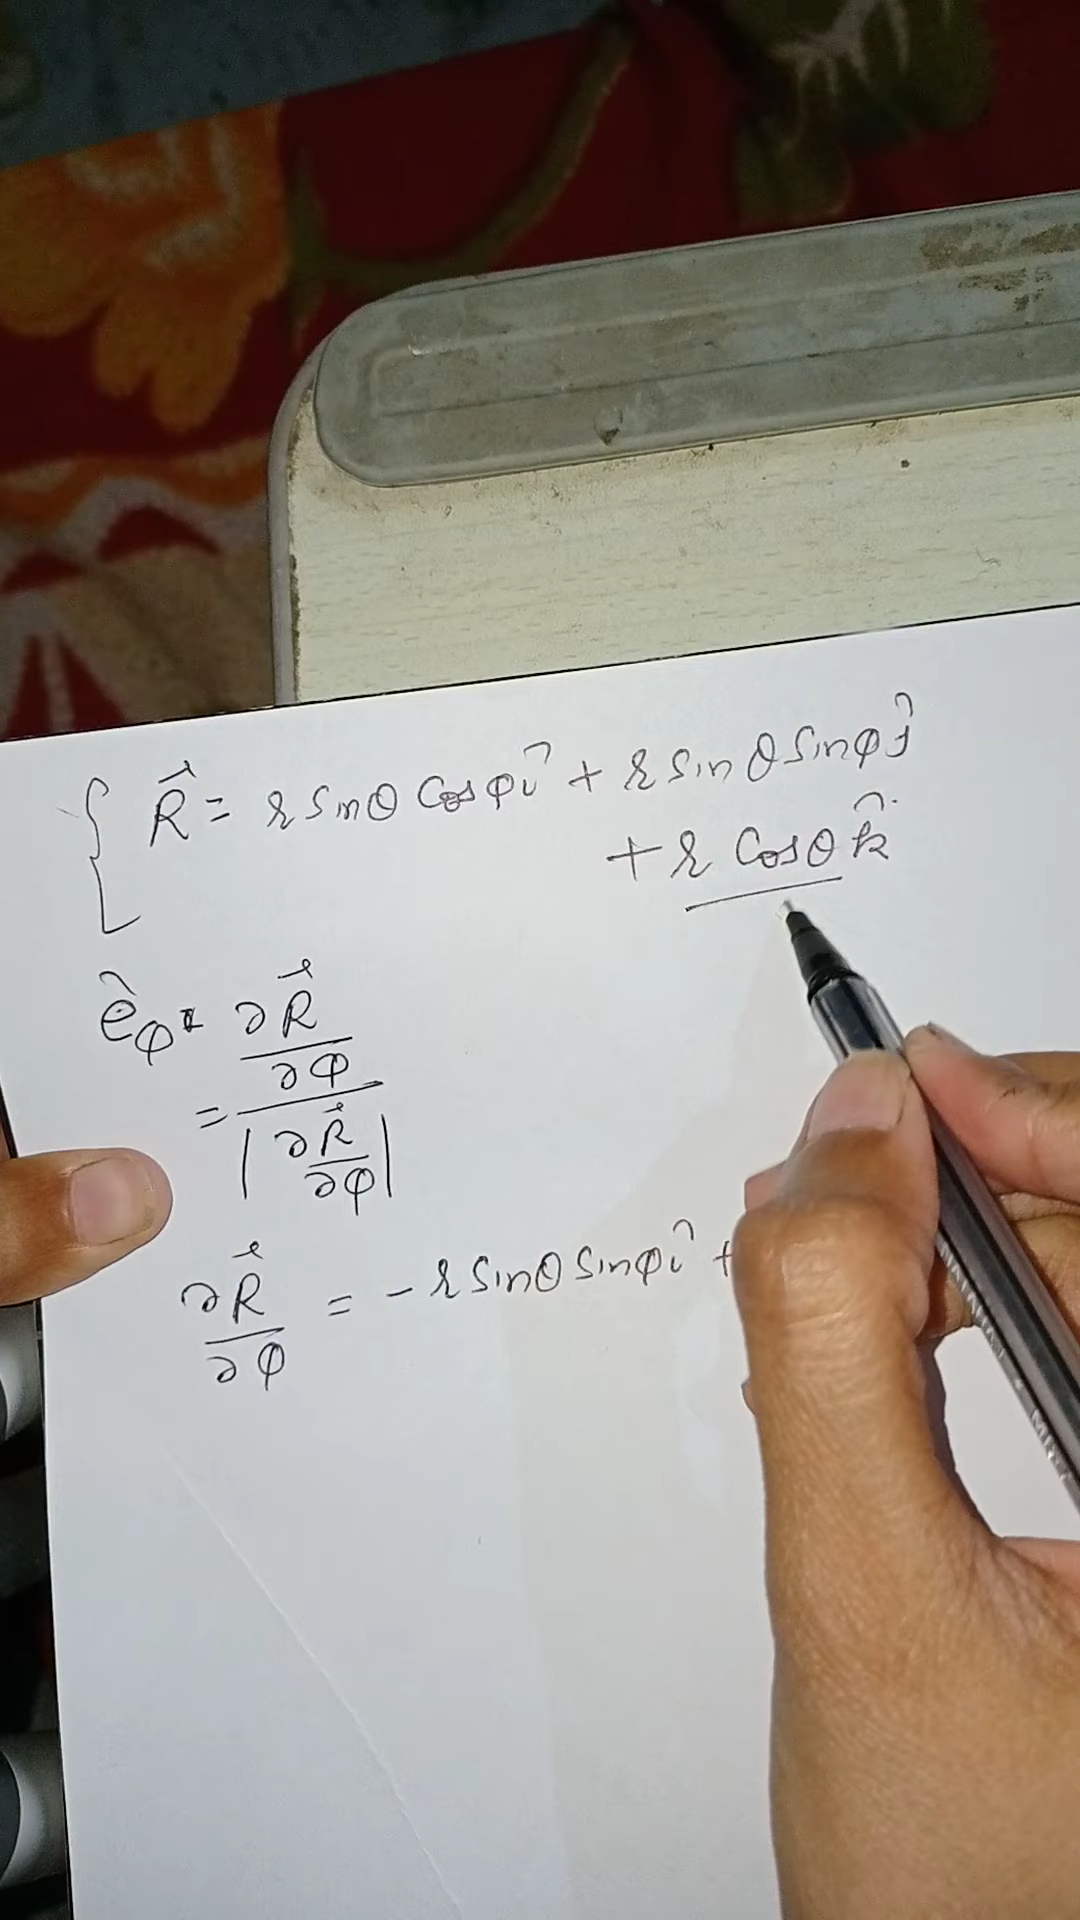 R⃗ = r sinθ cosφ î + r sinθ sinφ ĵ
+ r cosθ k̂
ê_φ = ∂R⃗/∂φ
= / |∂R⃗/∂φ|
∂R⃗/∂φ = - r sinθ sinφ î +